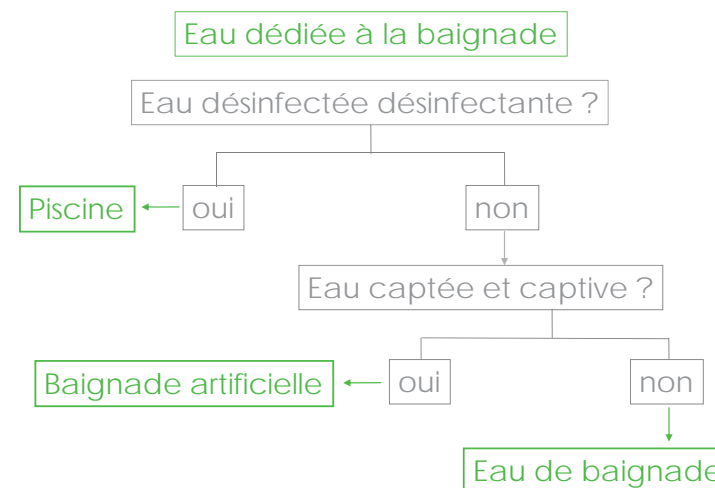 Eau dédiée à la baignade
Eau désinfectée désinfectante ?
Piscine
oui
non
Eau captée et captive ?
Baignade artificielle
oui
non
Eau de baignade